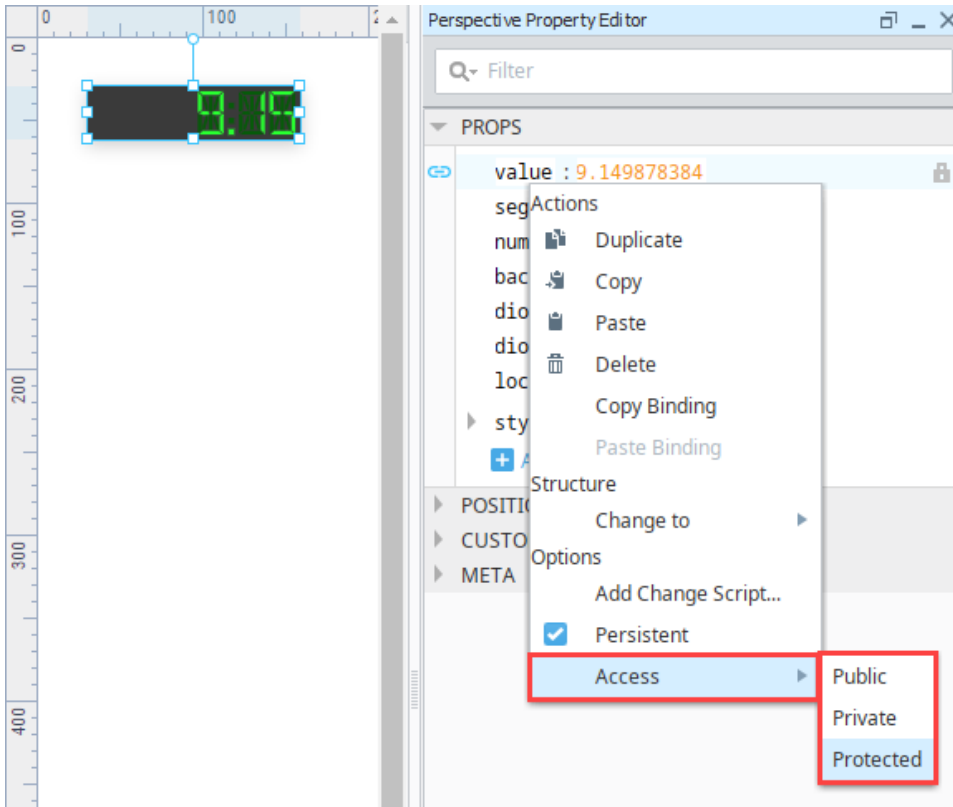 0
100
2
Perspective Property Editor
0
Filter
9.15
PROPS
value : 9.149878384
seg
Actions
num
Duplicate
bac
Copy
dio
Paste
dio
Delete
loc
Copy Binding
sty
Paste Binding
A
Structure
POSITIO
Change to
CUSTO
Options
META
Add Change Script...
Persistent
Access
Public
Private
Protected
100
200
300
400